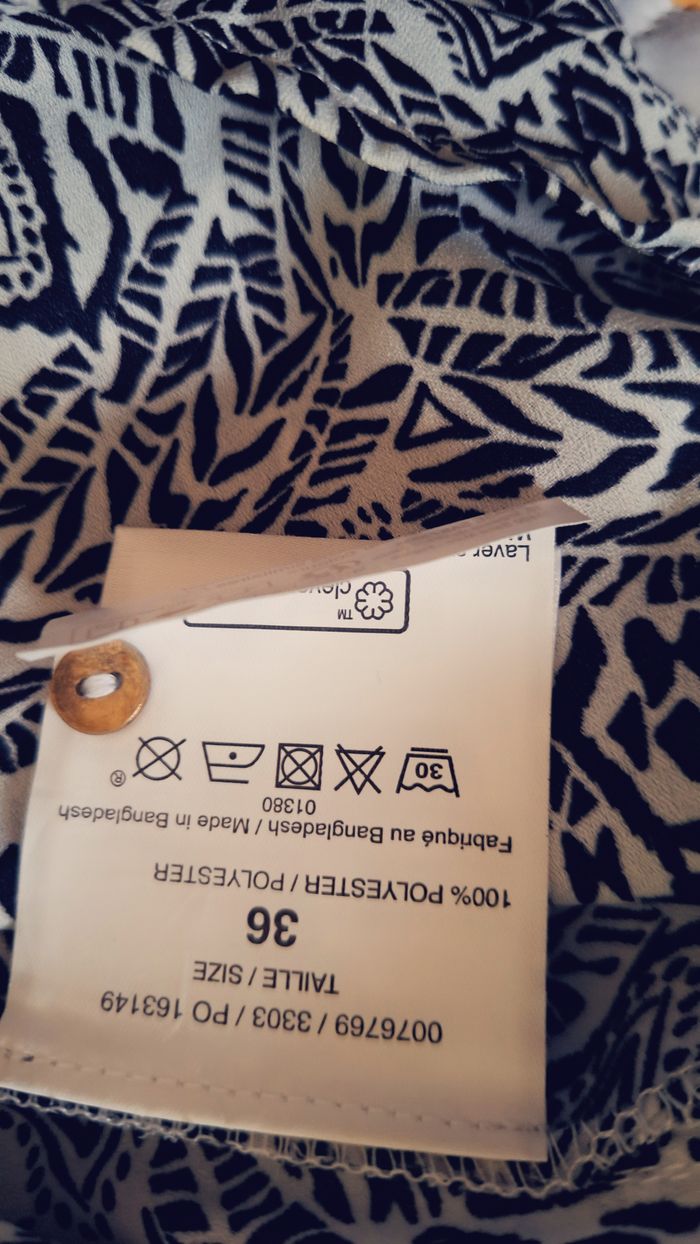 0076769 / 3303 / PO 163149
TAILLE / SIZE
36
100% POLYESTER / POLYESTER
Fabriqué au Bangladesh / Made in Bangladesh
01380
30
®
TM
Laver